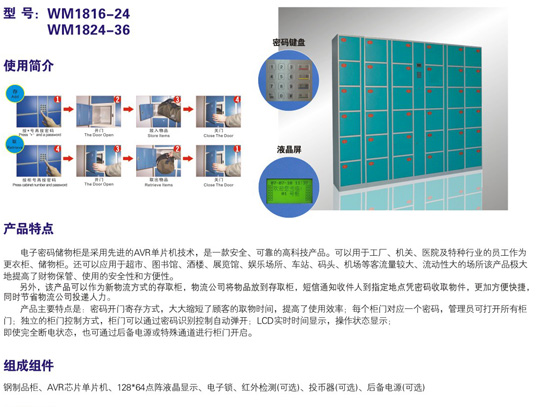 型 号: WM1816-24
WM1824-36
使用简介
密码键盘
液晶屏
1
2
3
4
开门
The Door Open
放入物品
Store Items
关门
Close The Door
4
3
2
1
开门
The Door Open
取出物品
Retrieve Items
关门
Close The Door
产品特点
电子密码储物柜是采用先进的AVR单片机技术，是一款安全、可靠的高科技产品。可以用于工厂、机关、医院及特种行业的员工作为
更衣柜、储物柜。还可以应用于超市、图书馆、酒楼、展览馆、娱乐场所、车站、码头、机场等客流量较大、流动性大的场所该产品极大
地提高了财物保管、使用的安全性和方便性。
另外，该产品可以作为新物流方式的存取柜，物流公司将物品放到存取柜，短信通知收件人到指定地点凭密码收取物件，更加方便快捷，
同时节省物流公司投递人力。
产品主要特点是：密码开门寄存方式，大大缩短了顾客的取物时间，提高了使用效率；每个柜门对应一个密码，管理员可打开所有柜
门；独立的柜门控制方式，柜门可以通过密码识别控制自动弹开；LCD实时时间显示，操作状态显示；
即使完全断电状态，也可通过后备电源或特殊通道进行柜门开启。
组成组件
钢制品柜、AVR芯片单片机、128*64点阵液晶显示、电子锁、红外检测(可选)、投币器(可选)、后备电源(可选)